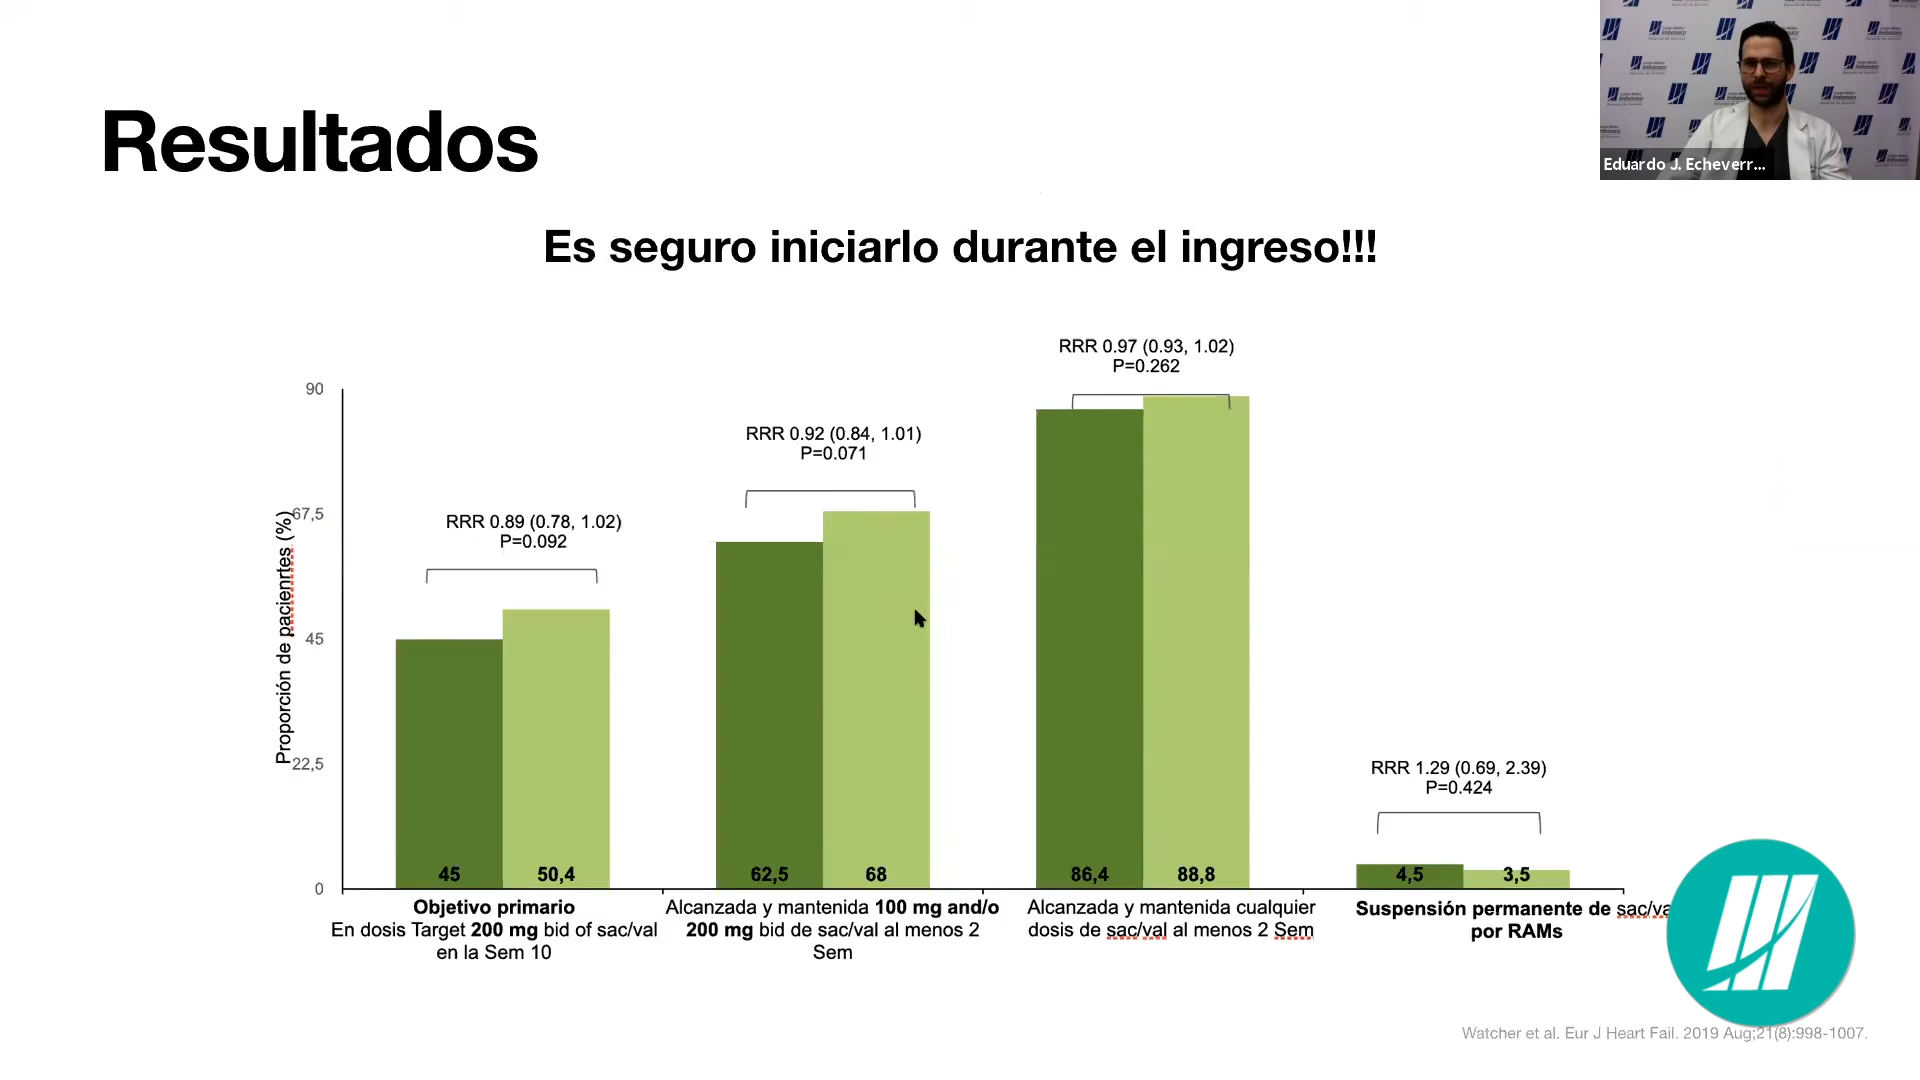 Eduardo J. Echeverr...
Resultados
Es seguro iniciarlo durante el ingreso!!!
Proporción de pacienrtes (%)
90
67,5
45
22,5
0
RRR 0.89 (0.78, 1.02)
P=0.092
RRR 0.92 (0.84, 1.01)
P=0.071
RRR 0.97 (0.93, 1.02)
P=0.262
RRR 1.29 (0.69, 2.39)
P=0.424
45
50,4
62,5
68
86,4
88,8
4,5
3,5
Objetivo primario
En dosis Target 200 mg bid of sac/val
en la Sem 10
Alcanzada y mantenida 100 mg and/o
200 mg bid de sac/val al menos 2
Sem
Alcanzada y mantenida cualquier
dosis de sac/val al menos 2 Sem
Suspensión permanente de sac/va
por RAMs
Watcher et al. Eur J Heart Fail. 2019 Aug;21(8):998-1007.